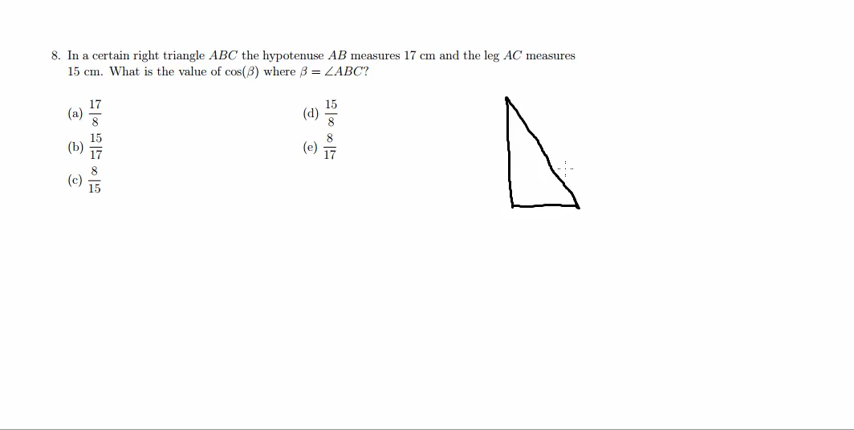 8. In a certain right triangle ABC the hypotenuse AB measures 17 cm and the leg AC measures
15 cm. What is the value of cos(β) where β = ∠ABC?
(a) 17/8
(d) 15/8
(b) 15/17
(e) 8/17
(c) 8/15